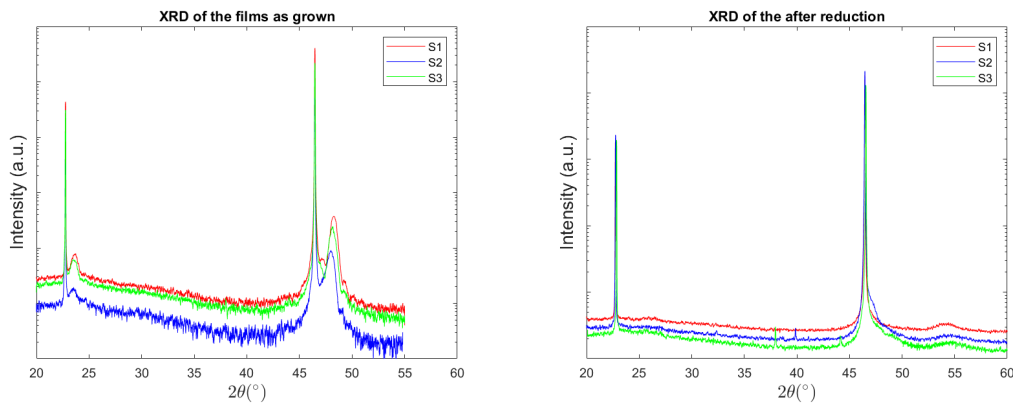 XRD of the films as grown
S1
S2
S3
Intensity (a.u.)
20 25 30 35 40 45 50 55 60
2θ(°)
XRD of the after reduction
S1
S2
S3
Intensity (a.u.)
20 25 30 35 40 45 50 55 60
2θ(°)